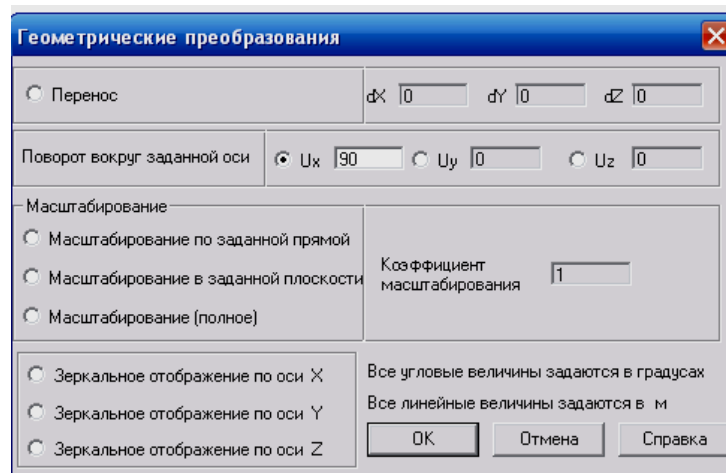 Геометрические преобразования
Перенос dX 0 dY 0 dZ 0
Поворот вокруг заданной оси Ux 90 Uy 0 Uz 0
Масштабирование
Масштабирование по заданной прямой
Масштабирование в заданной плоскости
Масштабирование (полное)
Коэффициент
масштабирования 1
Зеркальное отображение по оси X
Зеркальное отображение по оси Y
Зеркальное отображение по оси Z
Все угловые величины задаются в градусах
Все линейные величины задаются в м
OK Отмена Справка